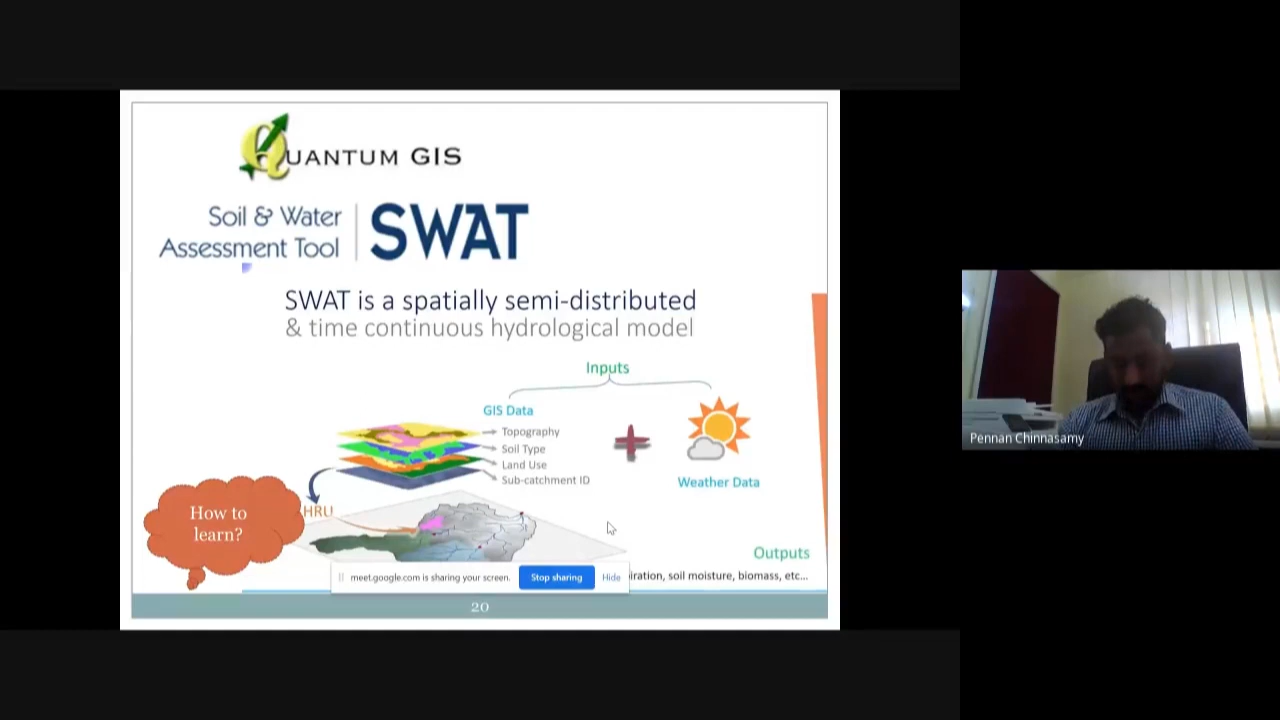 QUANTUM GIS
Soil & Water
Assessment Tool
SWAT
SWAT is a spatially semi-distributed
& time continuous hydrological model
Inputs
GIS Data
Topography
Soil Type
Land Use
Sub-catchment ID
Weather Data
HRU
How to
learn?
Outputs
soil moisture, biomass, etc...
meet.google.com is sharing your screen.
Stop sharing
Hide
20
Pennan Chinnasamy